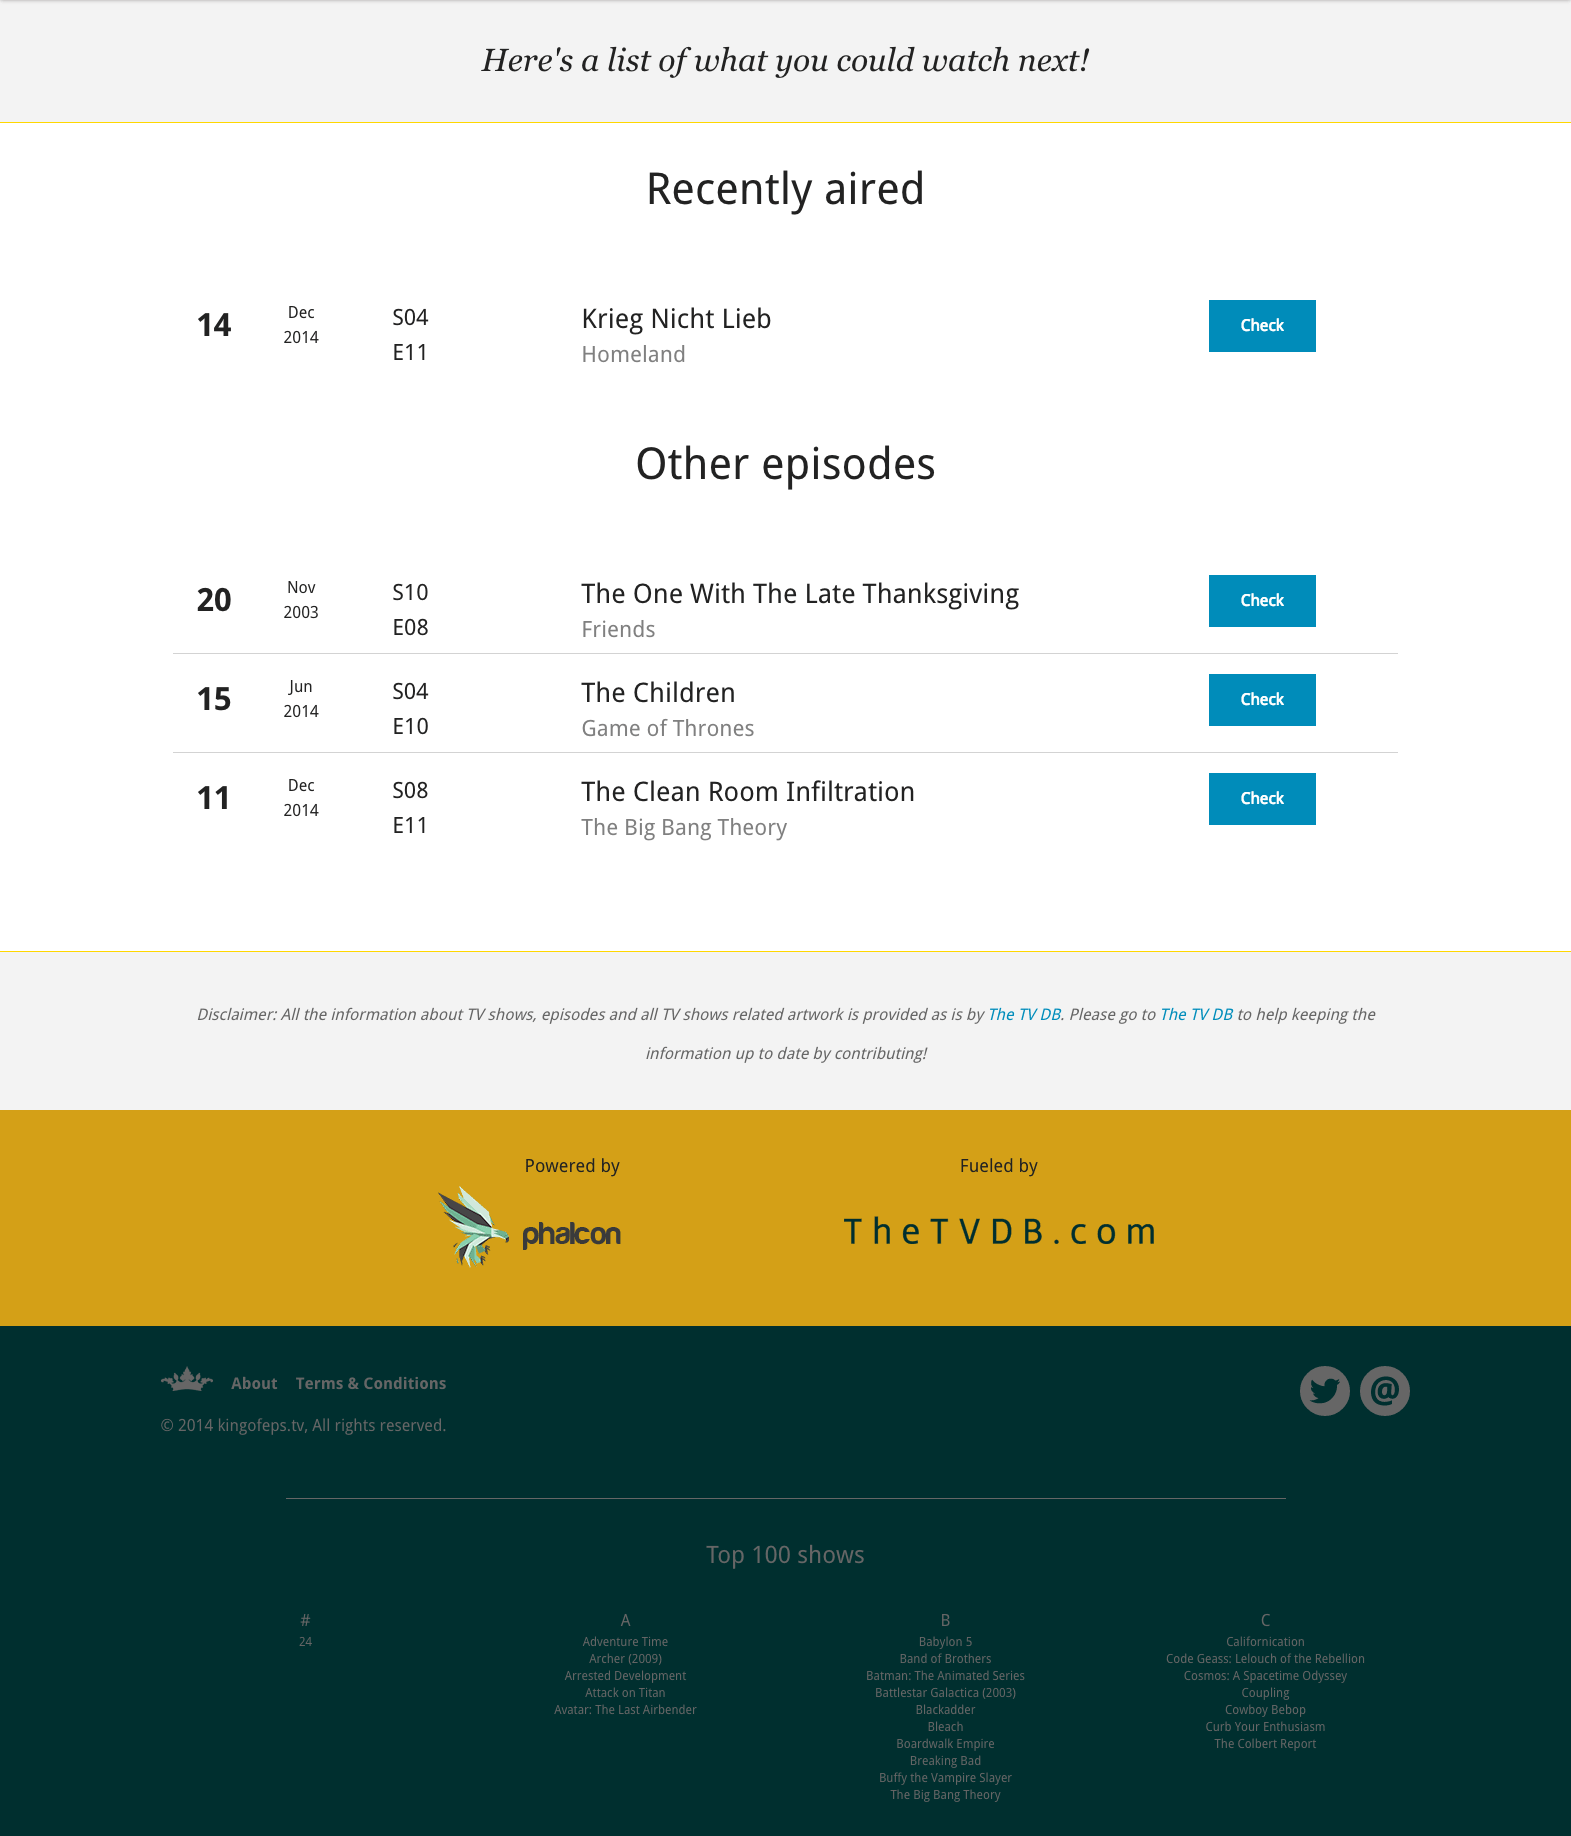 Here's a list of what you could watch next!
Recently aired
14
Dec
2014
S04
E11
Krieg Nicht Lieb
Homeland
Check
Other episodes
20
Nov
2003
S10
E08
The One With The Late Thanksgiving
Friends
Check
15
Jun
2014
S04
E10
The Children
Game of Thrones
Check
11
Dec
2014
S08
E11
The Clean Room Infiltration
The Big Bang Theory
Check
Disclaimer: All the information about TV shows, episodes and all TV shows related artwork is provided as is by The TV DB. Please go to The TV DB to help keeping the
information up to date by contributing!
Powered by
phalcon
Fueled by
TheTVDB.com
About Terms & Conditions
@
© 2014 kingofeps.tv, All rights reserved.
Top 100 shows
#
24
A
Adventure Time
Archer (2009)
Arrested Development
Attack on Titan
Avatar: The Last Airbender
B
Babylon 5
Band of Brothers
Batman: The Animated Series
Battlestar Galactica (2003)
Blackadder
Bleach
Boardwalk Empire
Breaking Bad
Buffy the Vampire Slayer
The Big Bang Theory
C
Californication
Code Geass: Lelouch of the Rebellion
Cosmos: A Spacetime Odyssey
Coupling
Cowboy Bebop
Curb Your Enthusiasm
The Colbert Report